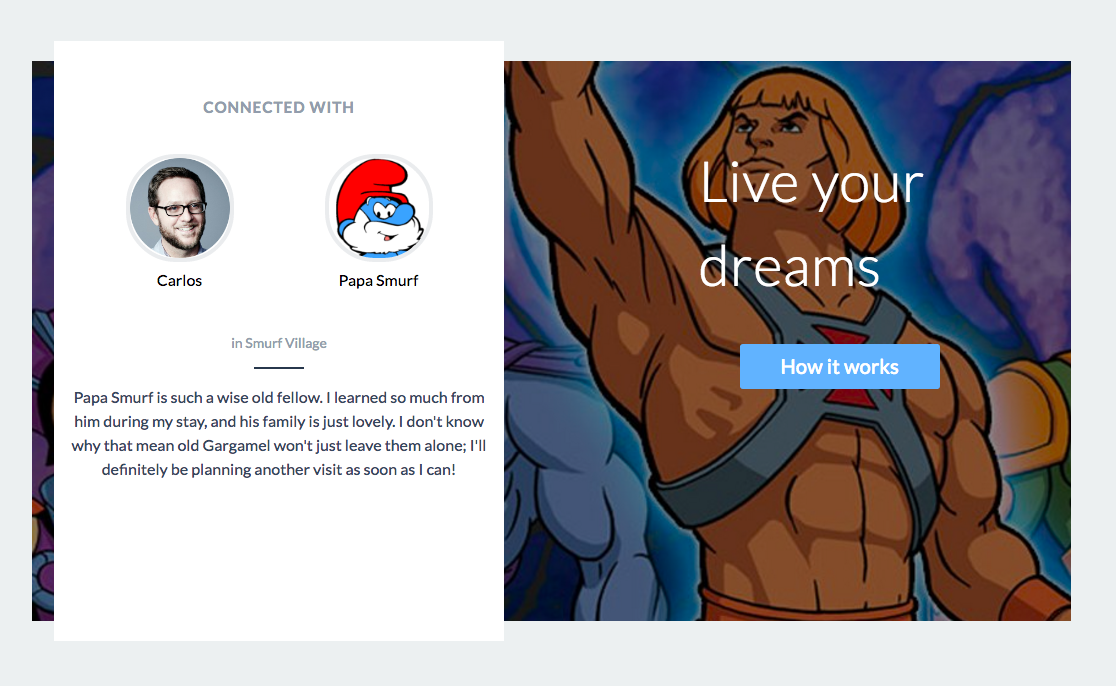 CONNECTED WITH
Carlos
Papa Smurf
in Smurf Village
Papa Smurf is such a wise old fellow. I learned so much from
him during my stay, and his family is just lovely. I don't know
why that mean old Gargamel won't just leave them alone; I'll
definitely be planning another visit as soon as I can!
Live your
dreams
How it works